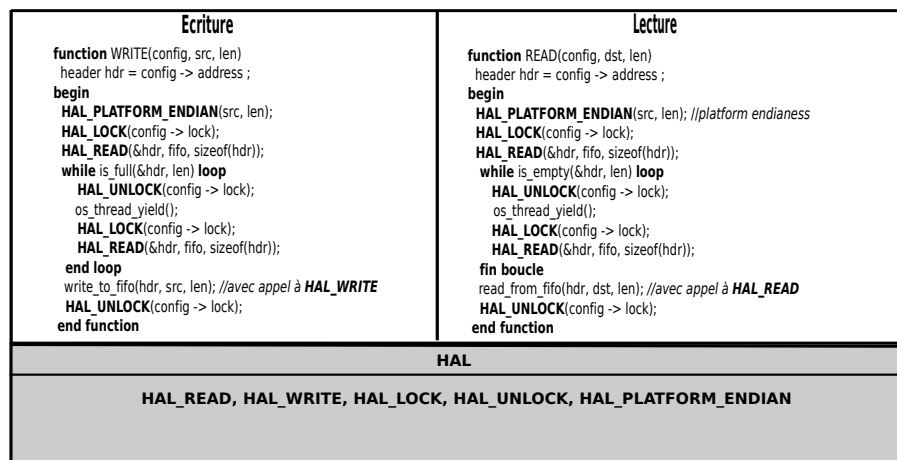 Ecriture
function WRITE(config, src, len)
header hdr = config -> address ;
begin
HAL_PLATFORM_ENDIAN(src, len);
HAL_LOCK(config -> lock);
HAL_READ(&hdr, fifo, sizeof(hdr));
while is_full(&hdr, len) loop
HAL_UNLOCK(config -> lock);
os_thread_yield();
HAL_LOCK(config -> lock);
HAL_READ(&hdr, fifo, sizeof(hdr));
end loop
write_to_fifo(hdr, src, len); //avec appel à HAL_WRITE
HAL_UNLOCK(config -> lock);
end function
Lecture
function READ(config, dst, len)
header hdr = config -> address ;
begin
HAL_PLATFORM_ENDIAN(src, len); //platform endianess
HAL_LOCK(config -> lock);
HAL_READ(&hdr, fifo, sizeof(hdr));
while is_empty(&hdr, len) loop
HAL_UNLOCK(config -> lock);
os_thread_yield();
HAL_LOCK(config -> lock);
HAL_READ(&hdr, fifo, sizeof(hdr));
fin boucle
read_from_fifo(hdr, dst, len); //avec appel à HAL_READ
HAL_UNLOCK(config -> lock);
end function
HAL
HAL_READ, HAL_WRITE, HAL_LOCK, HAL_UNLOCK, HAL_PLATFORM_ENDIAN